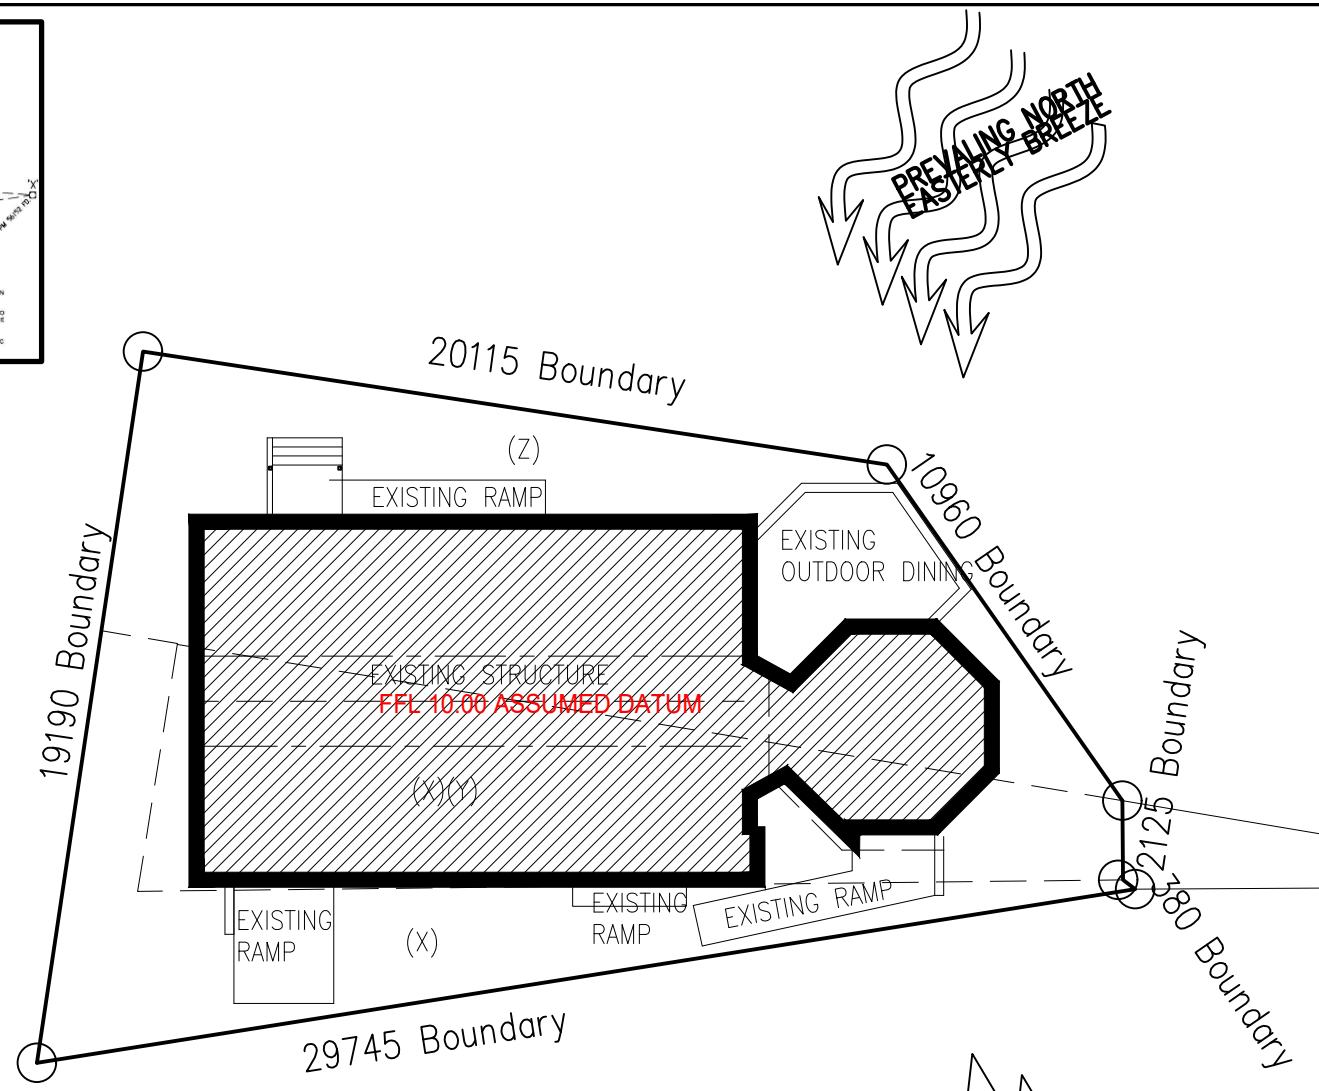 PREVALING NORTH
EASTERLY BREEZE
20115 Boundary
(Z)
EXISTING RAMP
10960 Boundary
EXISTING
OUTDOOR DINING
19190 Boundary
EXISTING STRUCTURE
FFL 10.00 ASSUMED DATUM
2125 Boundary
(X)(Y)
EXISTING
RAMP
(X)
EXISTING
RAMP
EXISTING RAMP
380 Boundary
29745 Boundary